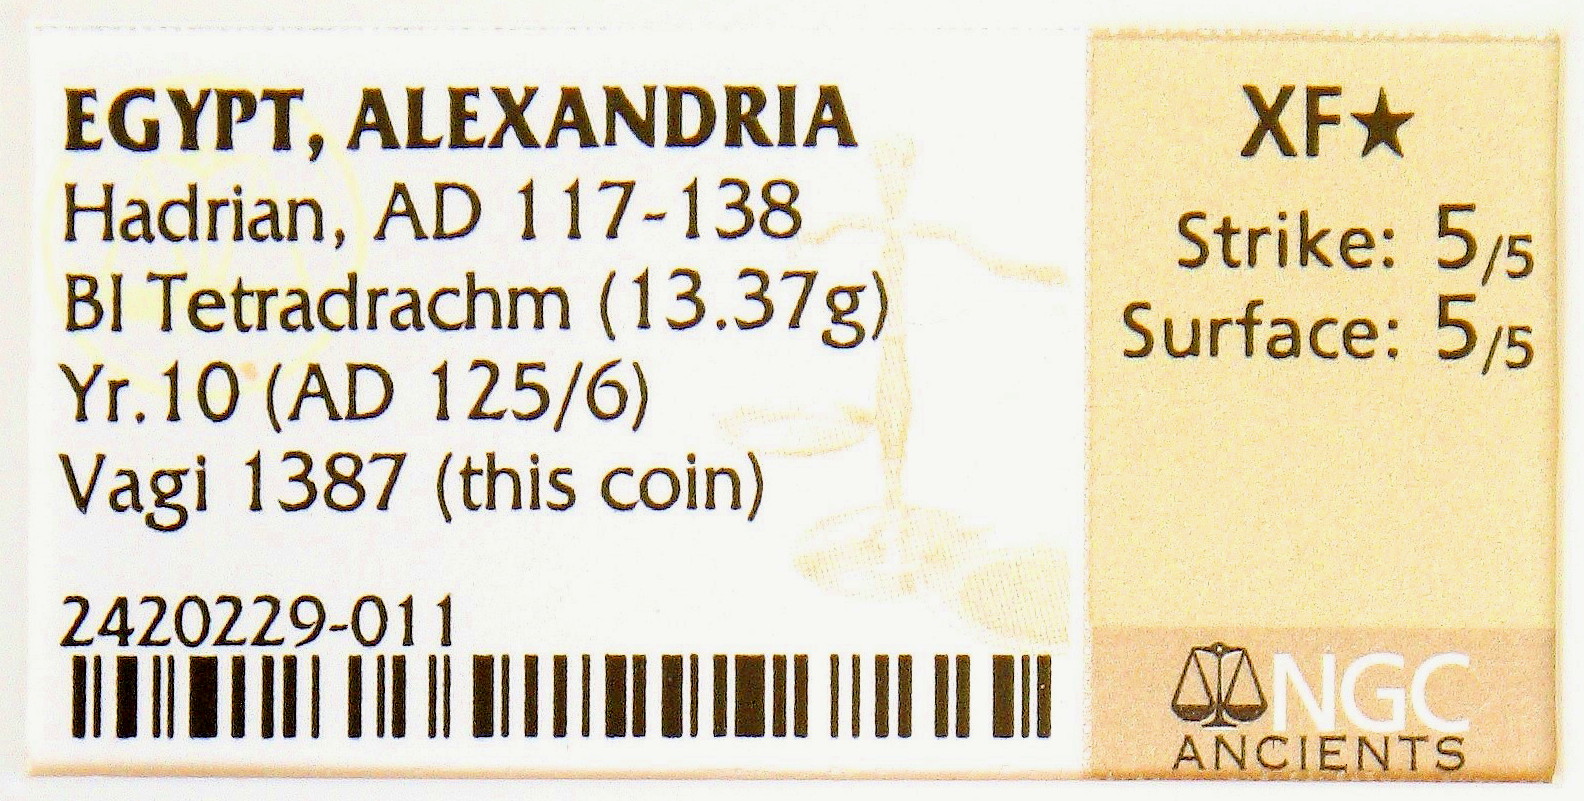 EGYPT, ALEXANDRIA
Hadrian, AD 117-138
BI Tetradrachm (13.37g)
Yr.10 (AD 125/6)
Vagi 1387 (this coin)
2420229-011
XF★
Strike: 5/5
Surface: 5/5
NGC
ANCIENTS